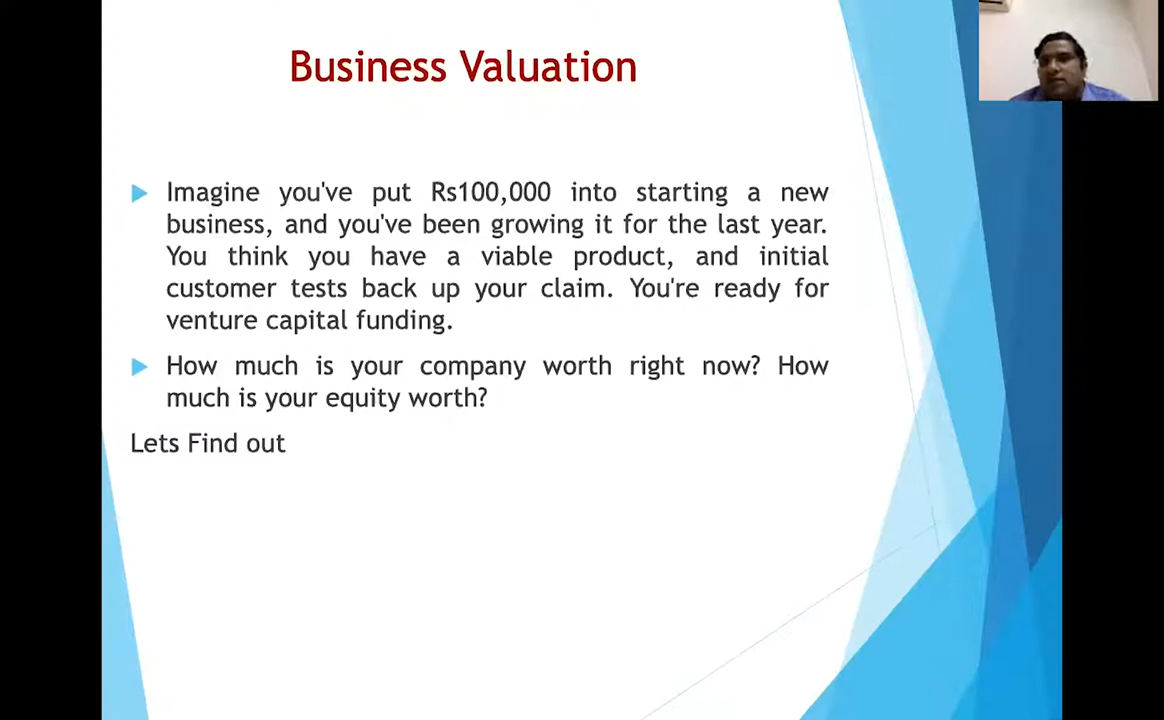 Business Valuation
Imagine you've put Rs100,000 into starting a new
business, and you've been growing it for the last year.
You think you have a viable product, and initial
customer tests back up your claim. You're ready for
venture capital funding.
How much is your company worth right now? How
much is your equity worth?
Lets Find out